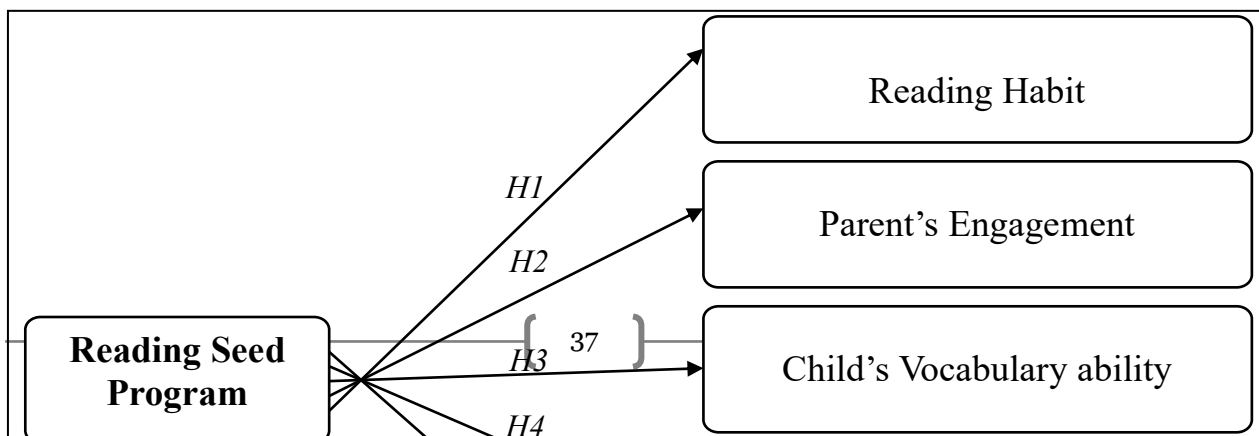 Reading Habit
H1
Parent’s Engagement
H2
Reading Seed
Program
37
H3
Child’s Vocabulary ability
H4